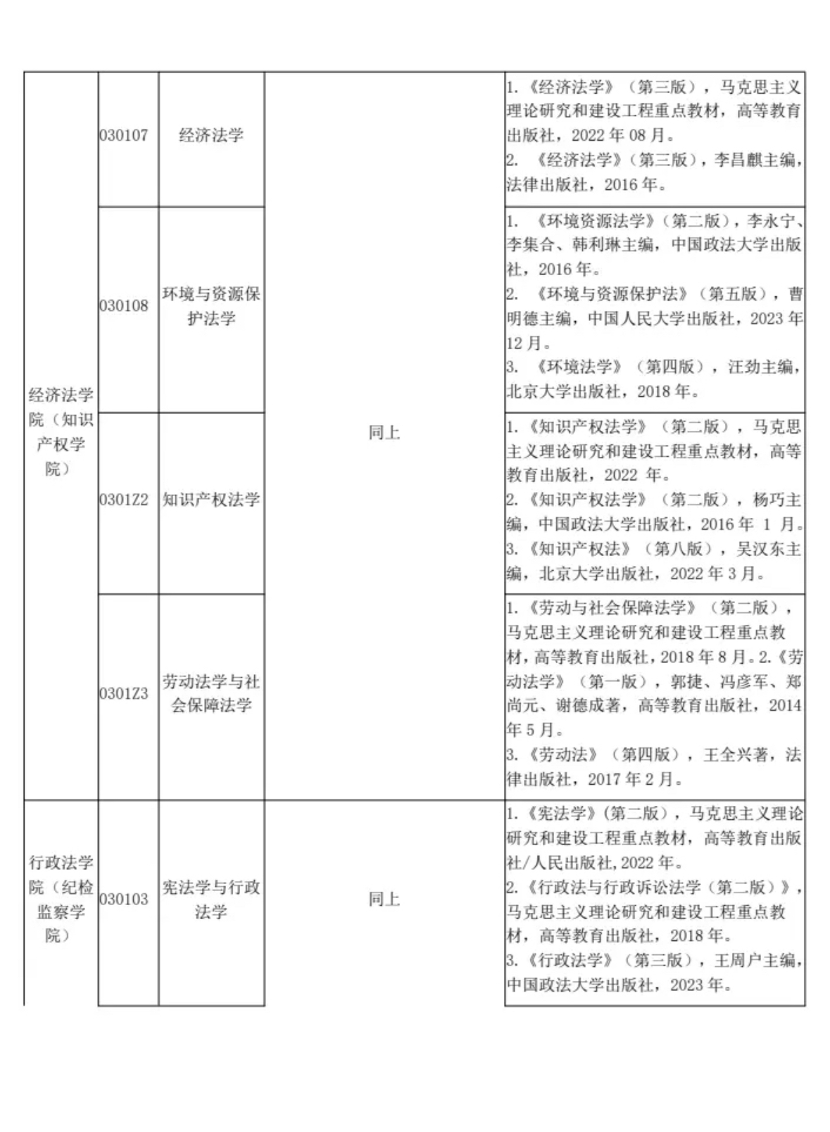 经济法学
院（知识
产权学
院）
030107
经济法学
同上
1.《经济法学》（第三版），马克思主义
理论研究和建设工程重点教材，高等教育
出版社，2022 年 08 月。
2. 《经济法学》（第三版），李昌麒主编，
法律出版社，2016 年。
030108
环境与资源保
护法学
1. 《环境资源法学》（第二版），李永宁、
李集合、韩利琳主编，中国政法大学出版
社，2016 年。
2. 《环境与资源保护法》（第五版），曹
明德主编，中国人民大学出版社，2023 年
12 月。
3. 《环境法学》（第四版），汪劲主编，
北京大学出版社，2018 年。
0301Z2
知识产权法学
1.《知识产权法学》（第二版），马克思
主义理论研究和建设工程重点教材，高等
教育出版社，2022 年。
2.《知识产权法学》（第二版），杨巧主
编，中国政法大学出版社，2016 年 1 月。
3.《知识产权法》（第八版），吴汉东主
编，北京大学出版社，2022 年 3 月。
0301Z3
劳动法学与社
会保障法学
1.《劳动与社会保障法学》（第二版），
马克思主义理论研究和建设工程重点教
材，高等教育出版社，2018 年 8 月。2.《劳
动法学》（第一版），郭捷、冯彦军、郑
尚元、谢德成著，高等教育出版社，2014
年 5 月。
3.《劳动法》（第四版），王全兴著，法
律出版社，2017 年 2 月。
行政法学
院（纪检
监察学
院）
030103
宪法学与行政
法学
同上
1.《宪法学》(第二版），马克思主义理论
研究和建设工程重点教材，高等教育出版
社/人民出版社,2022 年。
2.《行政法与行政诉讼法学（第二版）》，
马克思主义理论研究和建设工程重点教
材，高等教育出版社，2018 年。
3.《行政法学》（第三版），王周户主编，
中国政法大学出版社，2023 年。